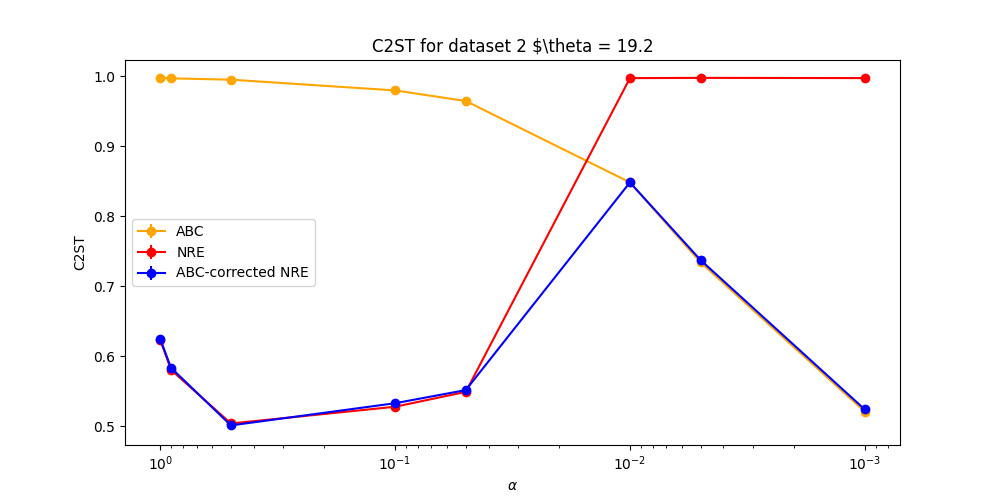 C2ST for dataset 2 $\theta = 19.2
1.0
0.9
0.8
0.7
0.6
0.5
C2ST
ABC
NRE
ABC-corrected NRE
10⁰
10⁻¹
10⁻²
10⁻³
α